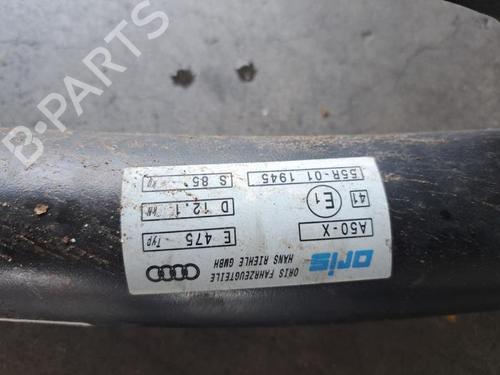 B-PARTS
oris
ORIS FAHRZEUGTEILE
HANS RIEHLE GMBH
A50-X
E 475 Typ
41 E1
D 12.1 kN
55R-01 1945
S 85 kg